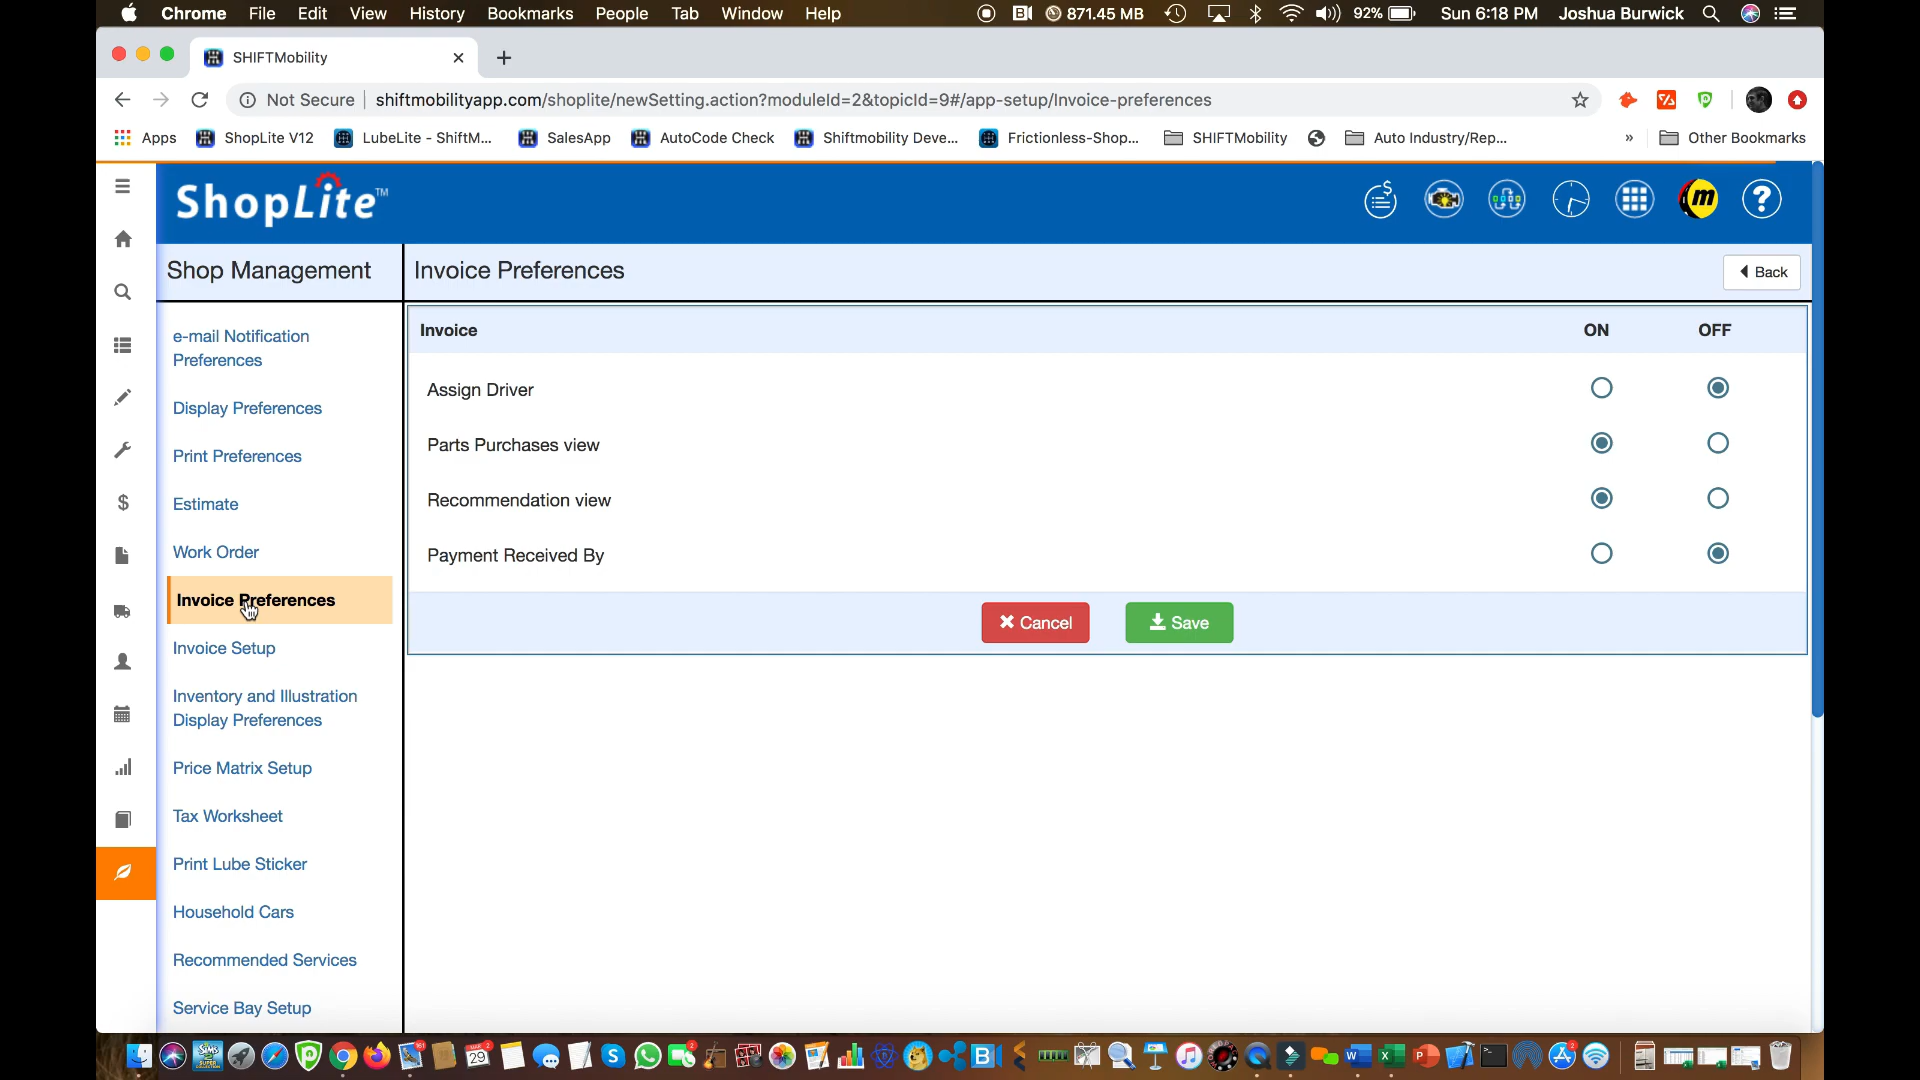 Chrome File Edit View History Bookmarks People Tab Window Help 871.45 MB 92% Sun 6:18 PM Joshua Burwick
SHIFTMobility
Not Secure shiftmobilityapp.com/shoplite/newSetting.action?moduleId=2&topicId=9#/app-setup/Invoice-preferences
Apps ShopLite V12 LubeLite - ShiftM... SalesApp AutoCode Check Shiftmobility Deve... Frictionless-Shop... SHIFTMobility Auto Industry/Rep... » Other Bookmarks
ShopLite™
Shop Management
Invoice Preferences
Back
e-mail Notification
Preferences
Display Preferences
Print Preferences
Estimate
Work Order
Invoice Preferences
Invoice Setup
Inventory and Illustration
Display Preferences
Price Matrix Setup
Tax Worksheet
Print Lube Sticker
Household Cars
Recommended Services
Service Bay Setup
Invoice ON OFF
Assign Driver
Parts Purchases view
Recommendation view
Payment Received By
Cancel Save